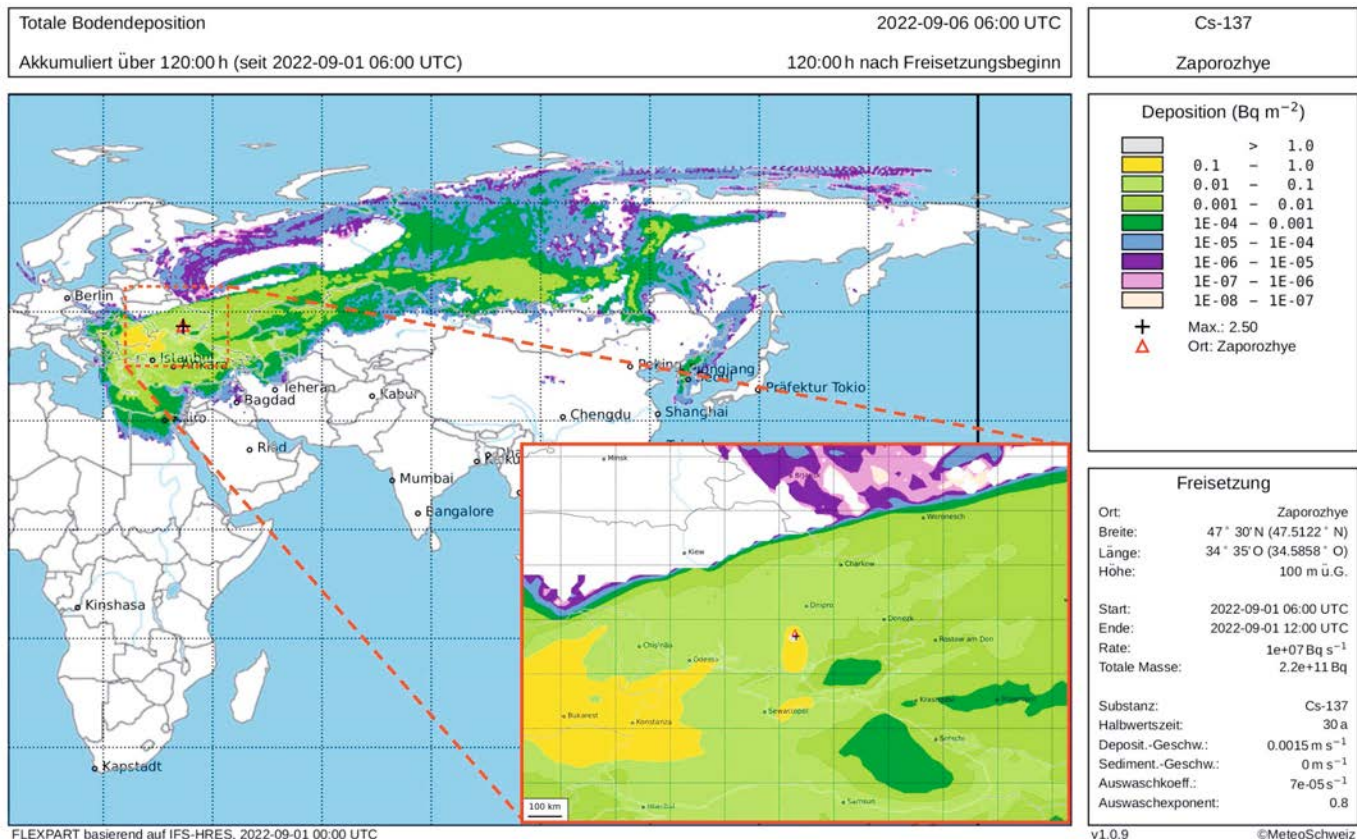 Totale Bodendeposition
2022-09-06 06:00 UTC
Akkumuliert über 120:00 h (seit 2022-09-01 06:00 UTC)
120:00 h nach Freisetzungsbeginn
Cs-137
Zaporozhye
Berlin
Istanbul
Ankara
Teheran
Bagdad
Kabul
Riad
Peking
Seoul
Präfektur Tokio
Chengdu
Shanghai
Mumbai
Bangalore
Kinshasa
Kapstadt
Minsk
Woronesch
Kiew
Charkiw
Dnipro
Donezk
Rostow am Don
Chișinău
Odessa
Sewastopol
Bukarest
Konstanza
Samsun
100 km
Deposition (Bq m⁻²)
> 1.0
0.1 – 1.0
0.01 – 0.1
0.001 – 0.01
1E-04 – 0.001
1E-05 – 1E-04
1E-06 – 1E-05
1E-07 – 1E-06
1E-08 – 1E-07
Max.: 2.50
Ort: Zaporozhye
Freisetzung
Ort: Zaporozhye
Breite: 47° 30' N (47.5122° N)
Länge: 34° 35' O (34.5858° O)
Höhe: 100 m ü.G.
Start: 2022-09-01 06:00 UTC
Ende: 2022-09-01 12:00 UTC
Rate: 1e+07 Bq s⁻¹
Totale Masse: 2.2e+11 Bq
Substanz: Cs-137
Halbwertszeit: 30 a
Deposit.-Geschw.: 0.0015 m s⁻¹
Sediment.-Geschw.: 0 m s⁻¹
Auswaschkoeff.: 7e-05 s⁻¹
Auswaschexponent: 0.8
FLEXPART basierend auf IFS-HRES, 2022-09-01 00:00 UTC
v1.0.9
©MeteoSchweiz